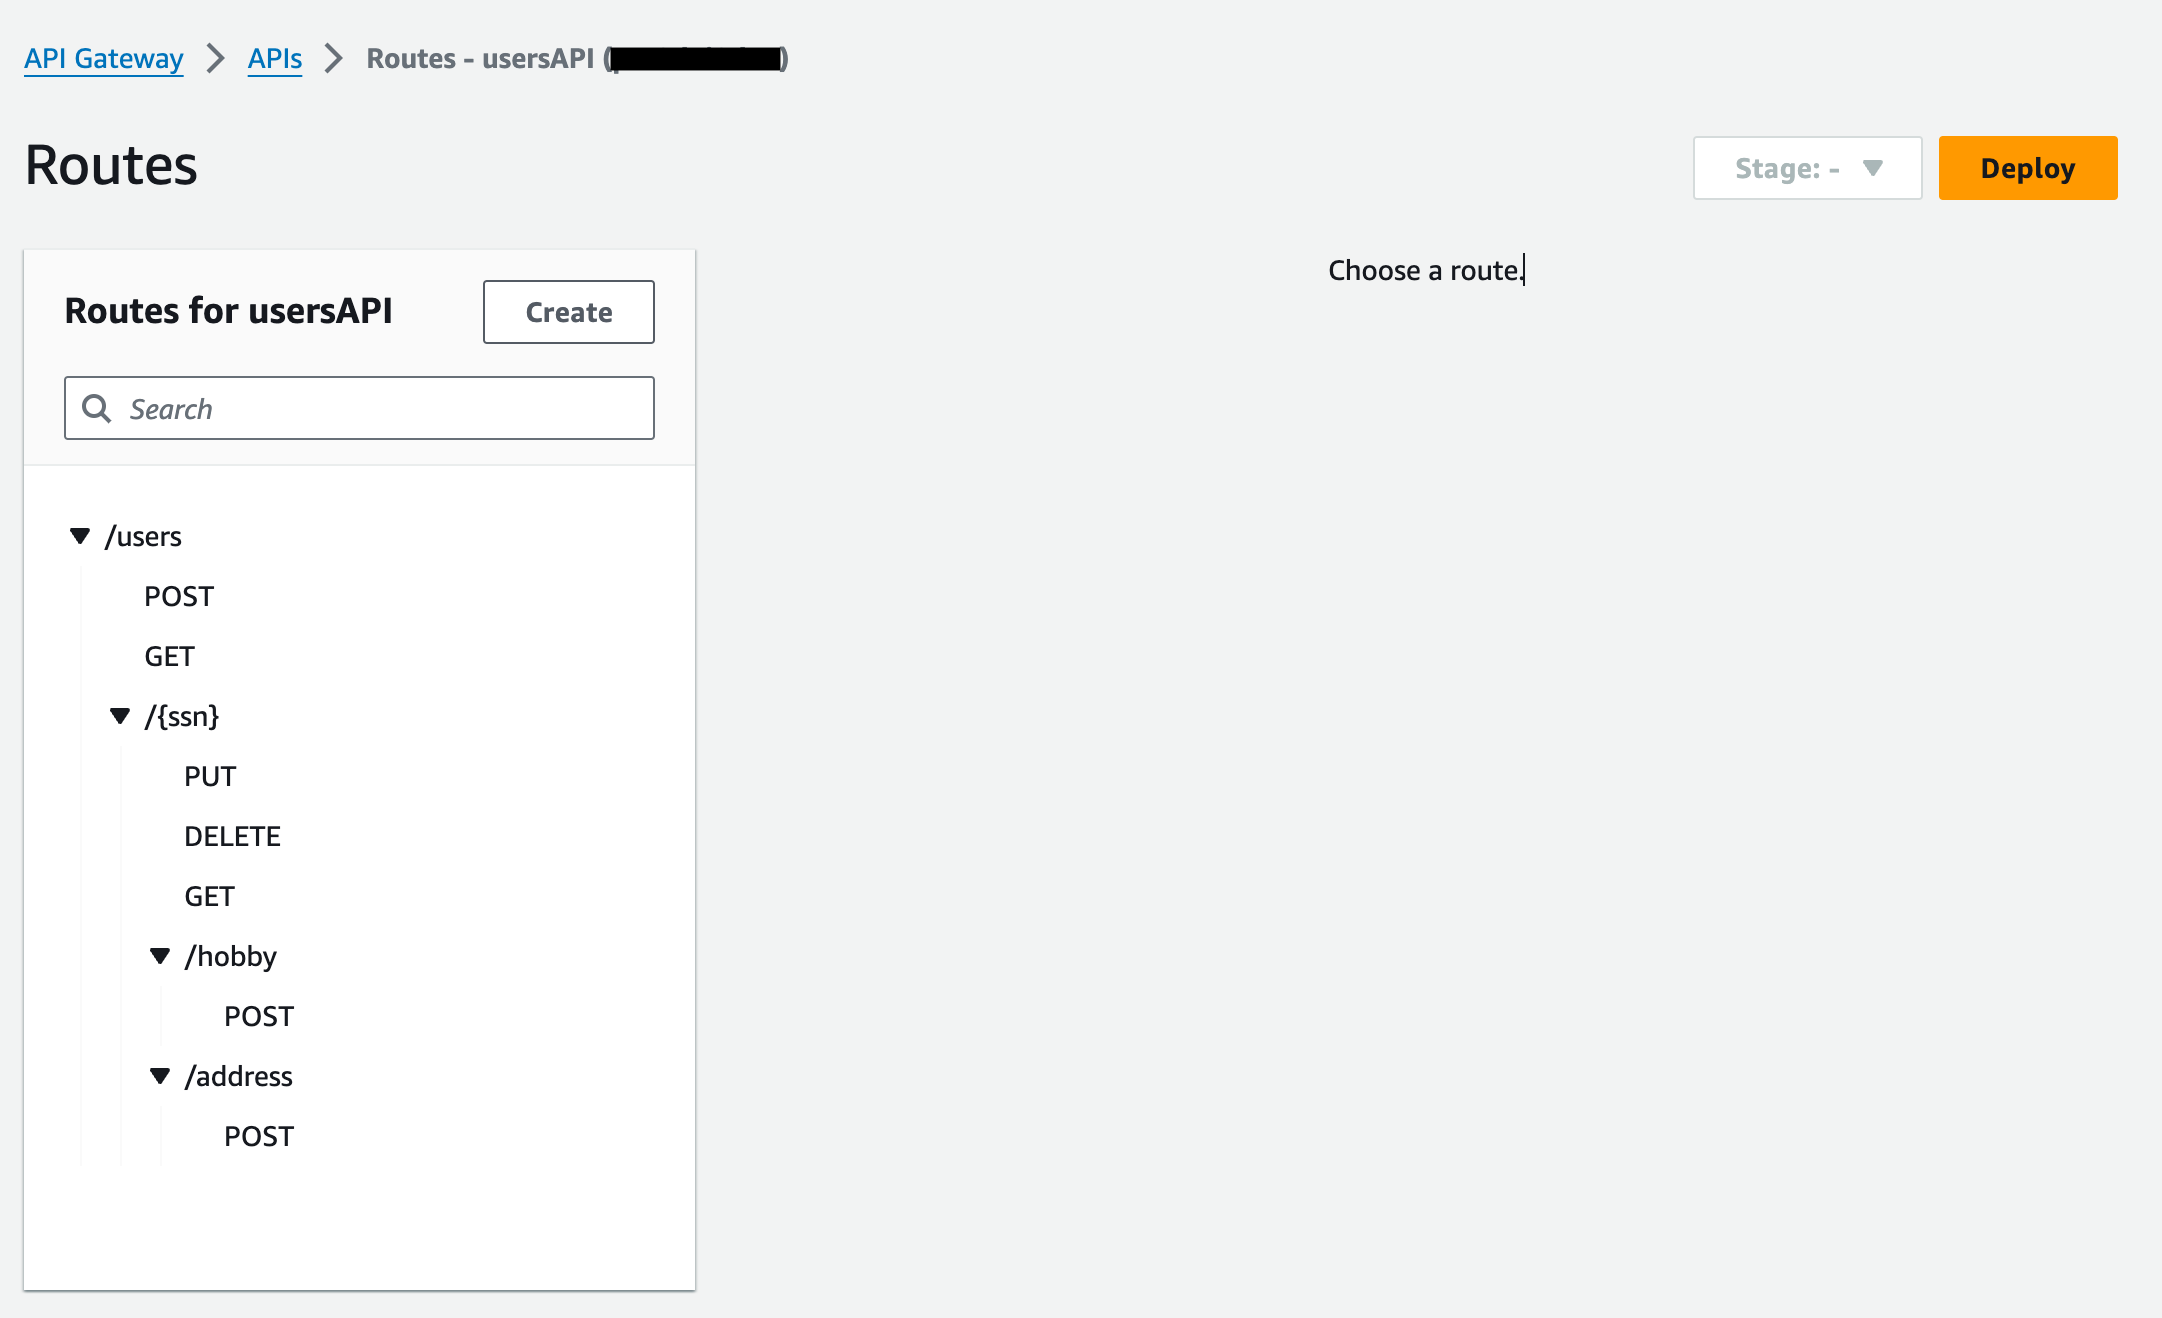 API Gateway > APIs > Routes - usersAPI ( )
Routes
Stage: -
Deploy
Routes for usersAPI
Create
Choose a route.
Search
/users
POST
GET
/{ssn}
PUT
DELETE
GET
/hobby
POST
/address
POST